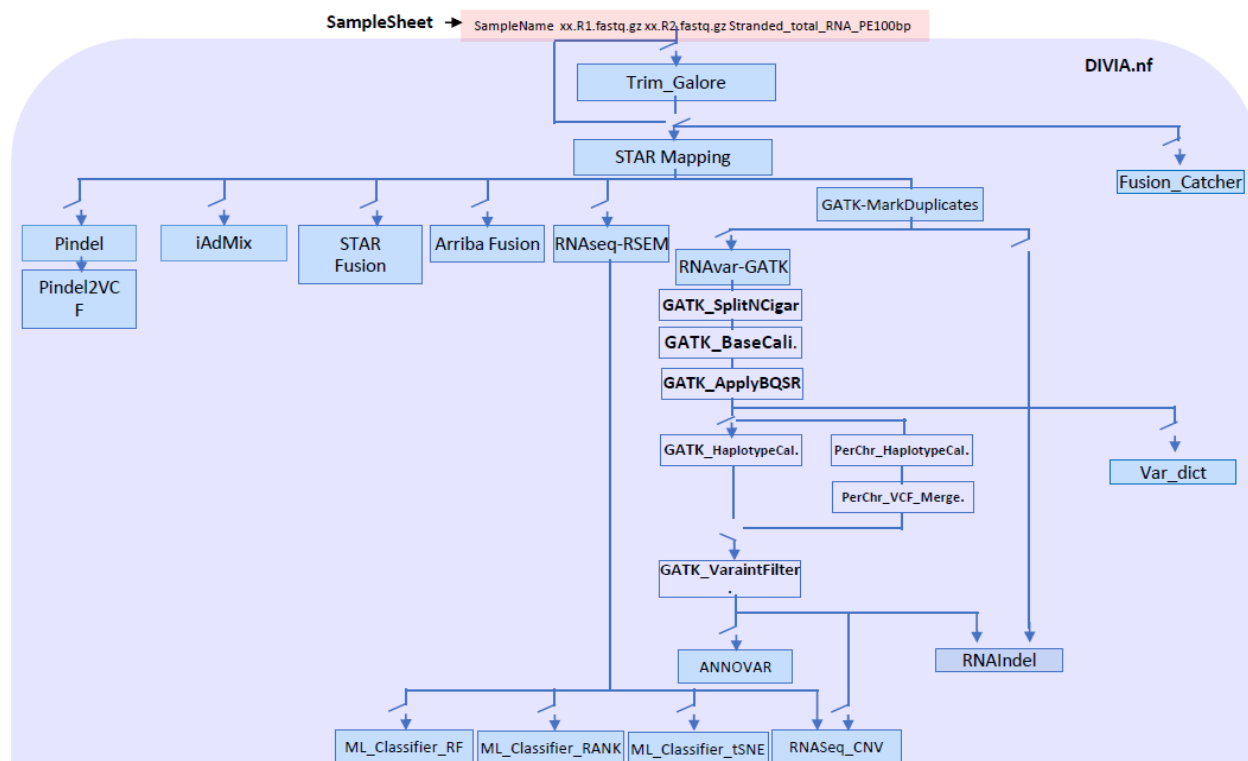 SampleSheet
SampleName xx.R1.fastq.gz xx.R2.fastq.gz Stranded_total_RNA_PE100bp
DIVIA.nf
Trim_Galore
STAR Mapping
Fusion_Catcher
GATK-MarkDuplicates
Pindel
iAdMix
STAR
Fusion
Arriba Fusion
RNAseq-RSEM
RNAvar-GATK
Pindel2VC
F
GATK_SplitNCigar
GATK_BaseCali.
GATK_ApplyBQSR
GATK_HaplotypeCal.
PerChr_HaplotypeCal.
Var_dict
PerChr_VCF_Merge.
GATK_VaraintFilter
.
ANNOVAR
RNAIndel
ML_Classifier_RF
ML_Classifier_RANK
ML_Classifier_tSNE
RNASeq_CNV